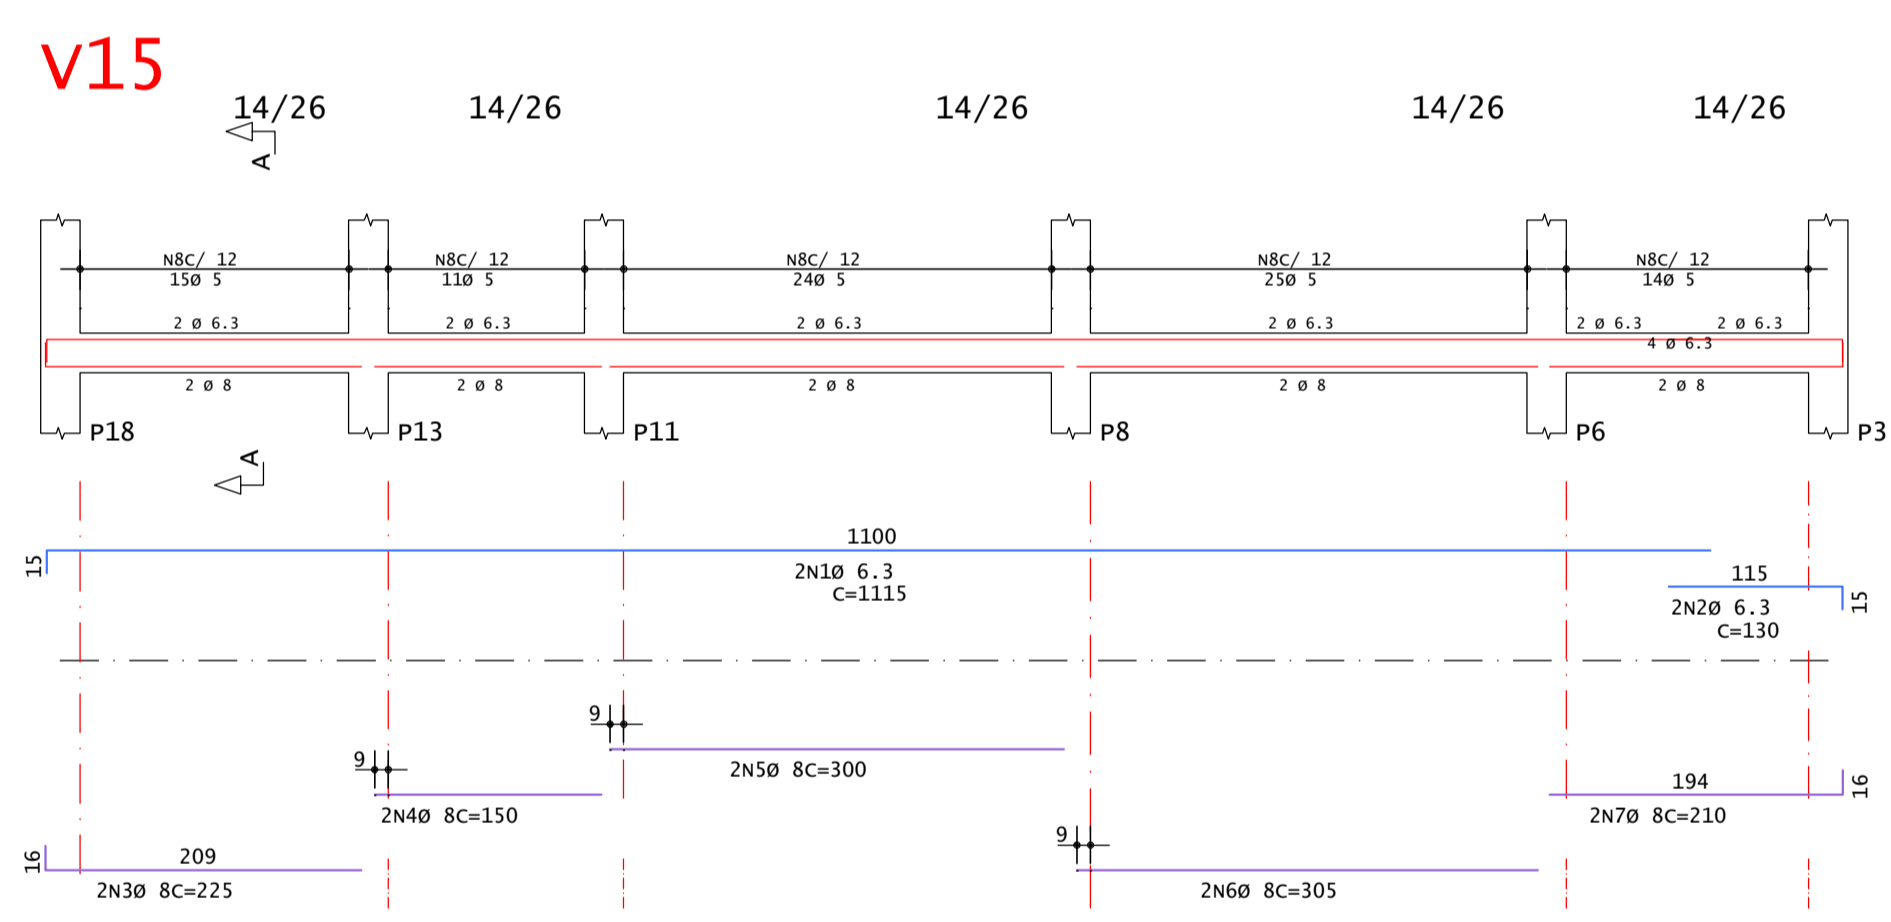 V15
14/26 14/26 14/26 14/26 14/26
A
N8C/ 12 N8C/ 12 N8C/ 12 N8C/ 12 N8C/ 12
15Ø 5 11Ø 5 24Ø 5 25Ø 5 14Ø 5
2 Ø 6.3 2 Ø 6.3 2 Ø 6.3 2 Ø 6.3 2 Ø 6.3 2 Ø 6.3
4 Ø 6.3
2 Ø 8 2 Ø 8 2 Ø 8 2 Ø 8 2 Ø 8
P18 P13 P11 P8 P6 P3
A
1100
15
2N1Ø 6.3
C=1115
115
15
2N2Ø 6.3
C=130
9
2N5Ø 8C=300
9
2N4Ø 8C=150
194
16
2N7Ø 8C=210
9
16
209
2N3Ø 8C=225
2N6Ø 8C=305